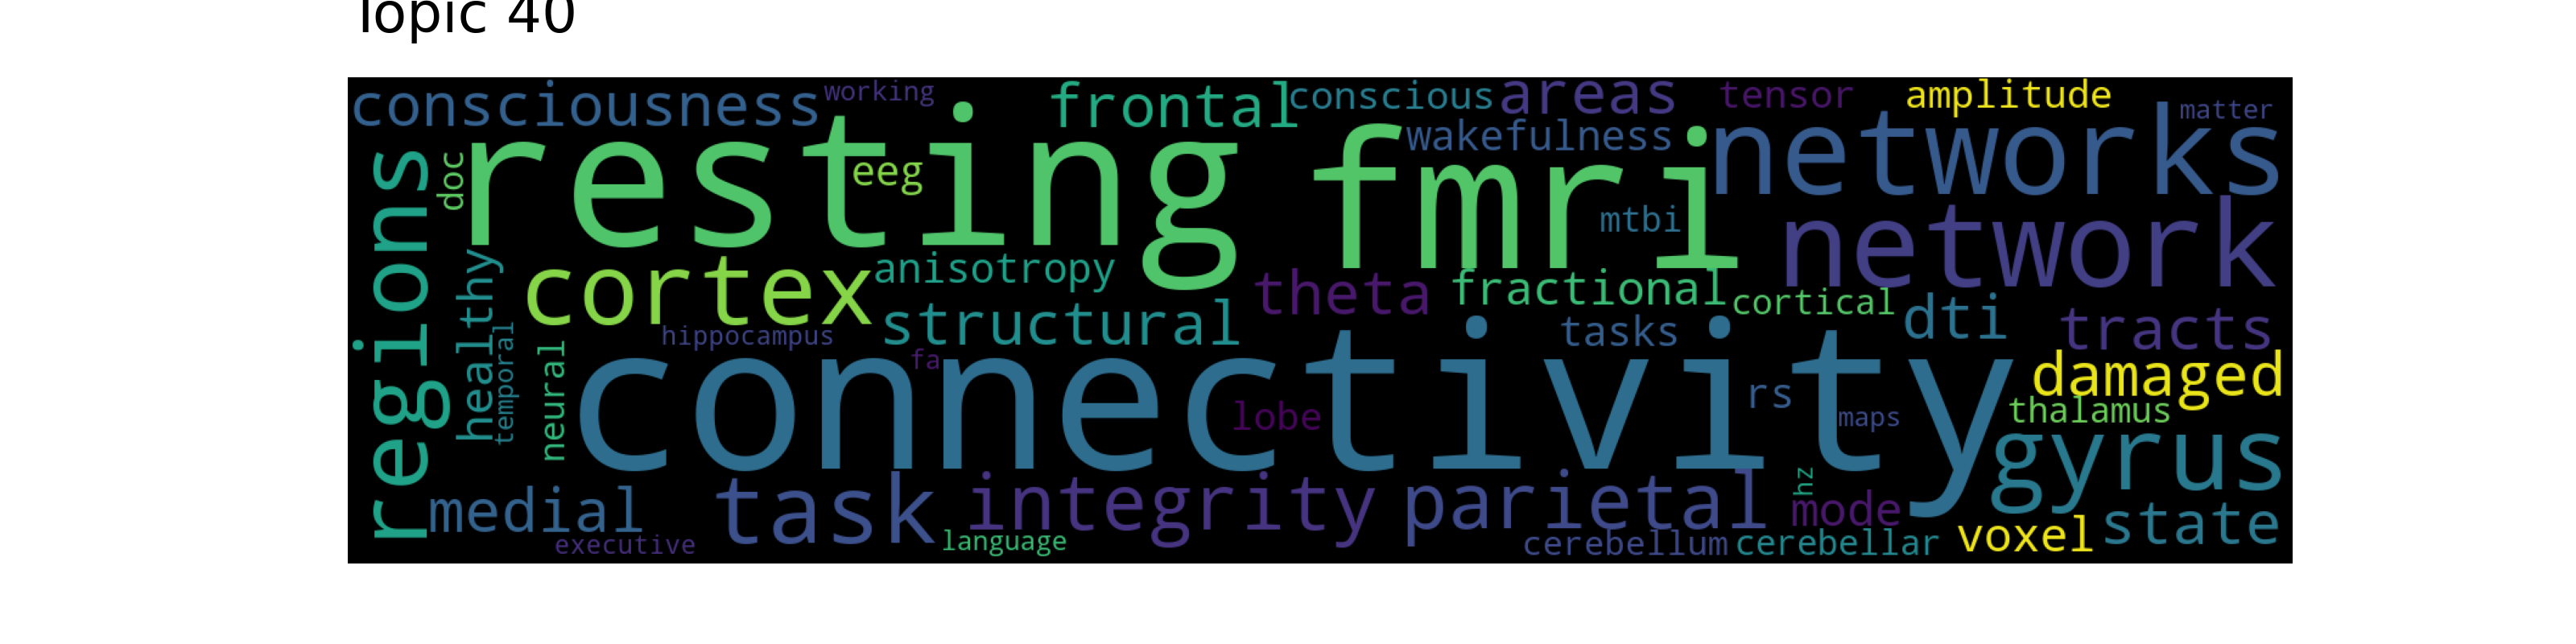 Topic 40
consciousness
working
frontal
conscious
areas
tensor
amplitude
matter
resting
fmri
wakefulness
networks
doc
eeg
mtbi
regions
network
healthy
cortex
anisotropy
theta
fractional
cortical
dti
tracts
hippocampus
structural
tasks
temporal
neural
fa
connectivity
lobe
rs
maps
damaged
thalamus
gyrus
medial
task
integrity
parietal
hz
mode
state
executive
language
cerebellum
cerebellar
voxel